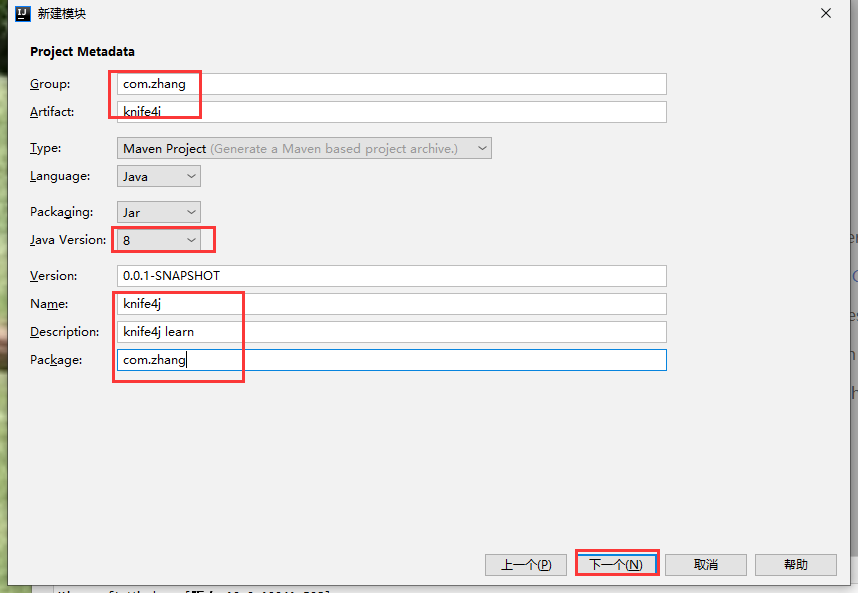 新建模块
Project Metadata
Group: com.zhang
Artifact: knife4j
Type: Maven Project (Generate a Maven based project archive.)
Language: Java
Packaging: Jar
Java Version: 8
Version: 0.0.1-SNAPSHOT
Name: knife4j
Description: knife4j learn
Package: com.zhang
上一个(P) 下一个(N) 取消 帮助